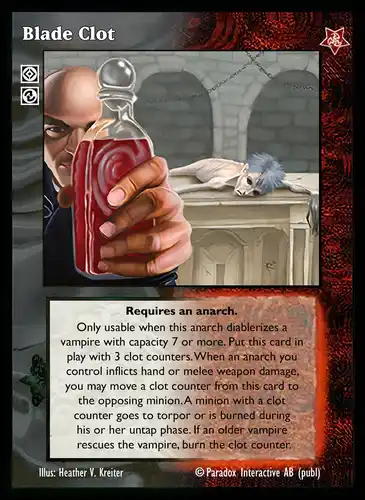 Blade Clot
Requires an anarch.
Only usable when this anarch diablerizes a
vampire with capacity 7 or more. Put this card in
play with 3 clot counters. When an anarch you
control inflicts hand or melee weapon damage,
you may move a clot counter from this card to
the opposing minion. A minion with a clot
counter goes to torpor or is burned during
his or her untap phase. If an older vampire
rescues the vampire, burn the clot counter.
Illus: Heather V. Kreiter © Paradox Interactive AB (publ)